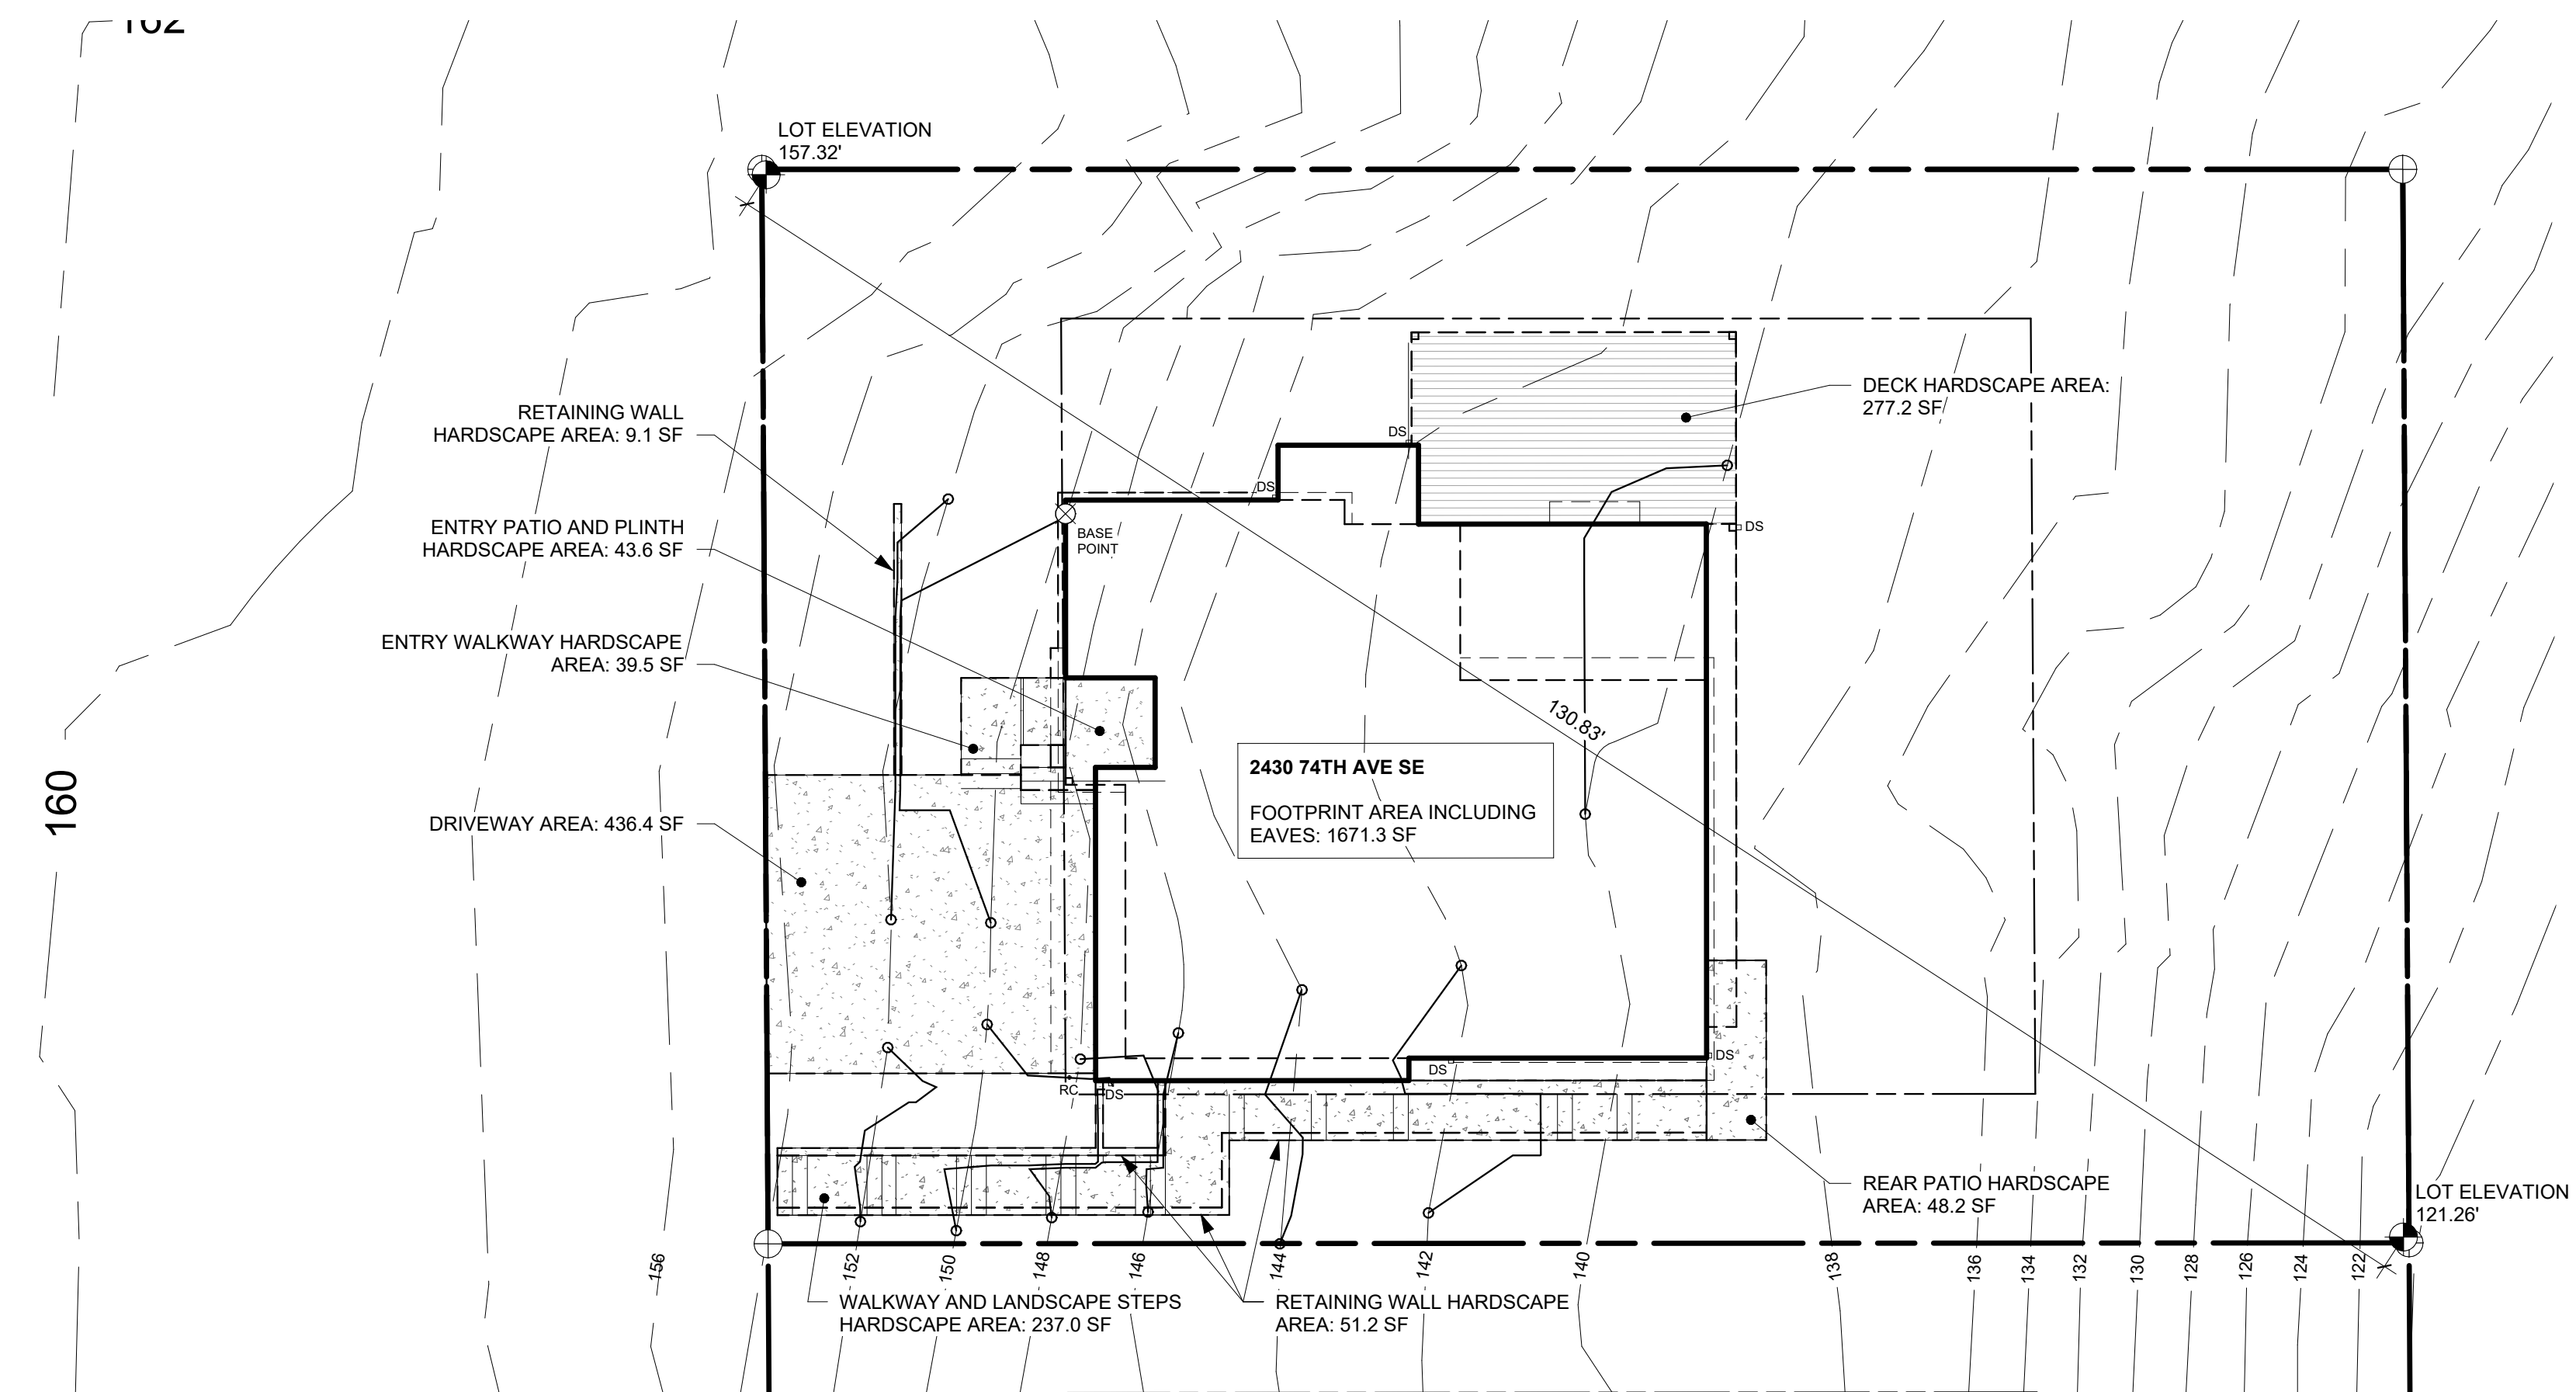 162
LOT ELEVATION
157.32'
DECK HARDSCAPE AREA:
277.2 SF
RETAINING WALL
HARDSCAPE AREA: 9.1 SF
DS
DS
ENTRY PATIO AND PLINTH
HARDSCAPE AREA: 43.6 SF
BASE
POINT
DS
ENTRY WALKWAY HARDSCAPE
AREA: 39.5 SF
130.83'
2430 74TH AVE SE
FOOTPRINT AREA INCLUDING
EAVES: 1671.3 SF
160
DRIVEWAY AREA: 436.4 SF
DS
DS
RC
DS
REAR PATIO HARDSCAPE
AREA: 48.2 SF
LOT ELEVATION
121.26'
156
152
150
148
146
144
142
140
138
136
134
132
130
128
126
124
122
WALKWAY AND LANDSCAPE STEPS
HARDSCAPE AREA: 237.0 SF
RETAINING WALL HARDSCAPE
AREA: 51.2 SF